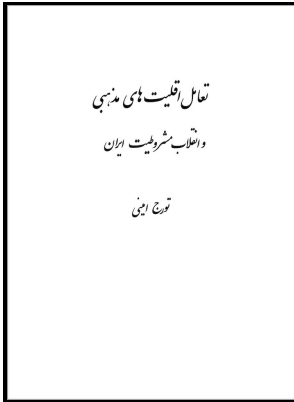 تعامل اقلیت‌های مذهبی
و انقلاب مشروطیت ایران
تورج امینی